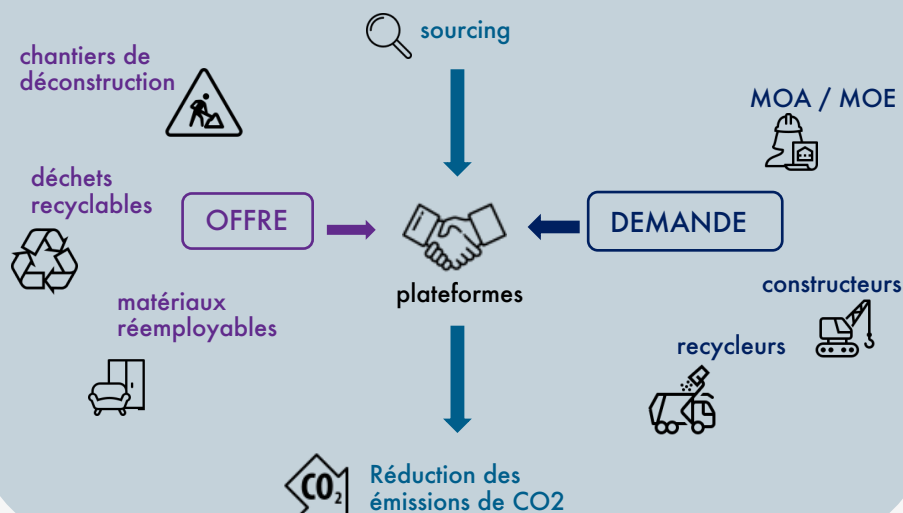 sourcing
chantiers de
déconstruction
MOA / MOE
déchets
recyclables
OFFRE
DEMANDE
plateformes
matériaux
réemployables
constructeurs
recycleurs
CO2
Réduction des
émissions de CO2